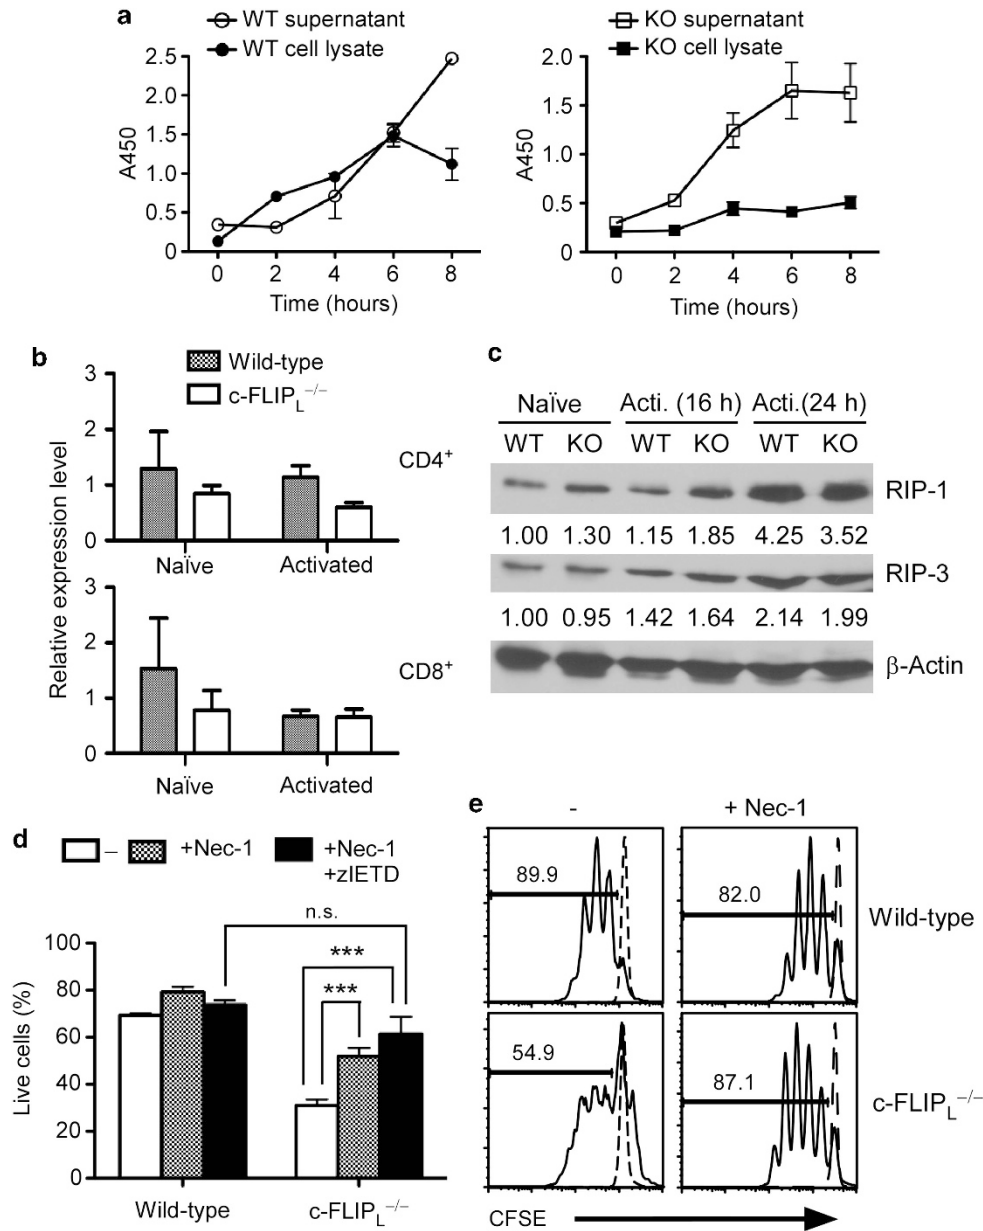 a
WT supernatant
WT cell lysate
2.5
2.0
1.5
1.0
0.5
0
A450
0 2 4 6 8
Time (hours)
KO supernatant
KO cell lysate
2.0
1.5
1.0
0.5
0
A450
0 2 4 6 8
Time (hours)
b
Wild-type
c-FLIPL−/−
Relative expression level
3
2
1
0
CD4+
Naïve Activated
3
2
1
0
CD8+
Naïve Activated
c
Naïve Acti. (16 h) Acti.(24 h)
WT KO WT KO WT KO
RIP-1
1.00 1.30 1.15 1.85 4.25 3.52
RIP-3
1.00 0.95 1.42 1.64 2.14 1.99
β-Actin
d
– +Nec-1 +Nec-1
+zIETD
n.s.
***
***
Live cells (%)
100
80
60
40
20
0
Wild-type c-FLIPL−/−
e
- + Nec-1
89.9 82.0 Wild-type
54.9 87.1 c-FLIPL−/−
CFSE